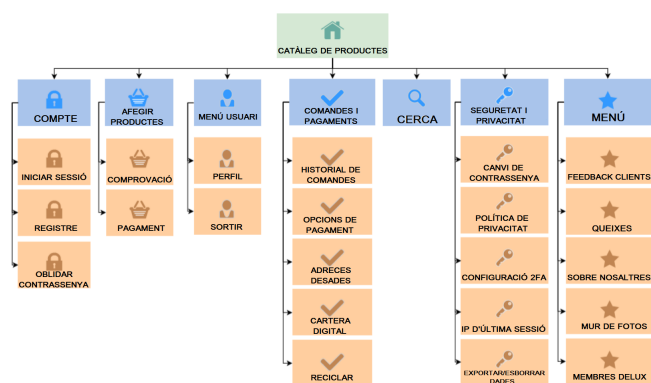 CATÀLEG DE PRODUCTES
COMPTE
INICIAR SESSIÓ
REGISTRE
OBLIDAR
CONTRASSENYA
AFEGIR
PRODUCTES
COMPROVACIÓ
PAGAMENT
MENÚ USUARI
PERFIL
SORTIR
COMANDES I
PAGAMENTS
HISTORIAL DE
COMANDES
OPCIONS DE
PAGAMENT
ADRECES
DESADES
CARTERA
DIGITAL
RECICLAR
CERCA
SEGURETAT I
PRIVACITAT
CANVI DE
CONTRASSENYA
POLÍTICA DE
PRIVACITAT
CONFIGURACIÓ 2FA
IP D'ÚLTIMA SESSIÓ
EXPORTAR/ESBORRAR
DADES
MENÚ
FEEDBACK CLIENTS
QUEIXES
SOBRE NOSALTRES
MUR DE FOTOS
MEMBRES DELUX